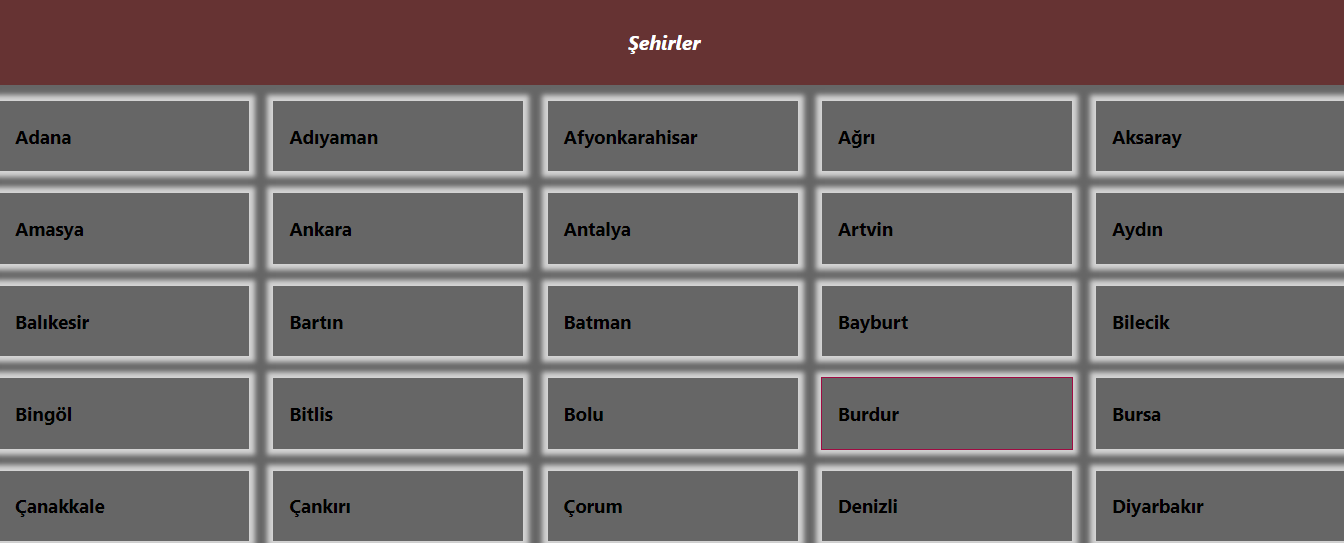 Şehirler
Adana Adıyaman Afyonkarahisar Ağrı Aksaray
Amasya Ankara Antalya Artvin Aydın
Balıkesir Bartın Batman Bayburt Bilecik
Bingöl Bitlis Bolu Burdur Bursa
Çanakkale Çankırı Çorum Denizli Diyarbakır